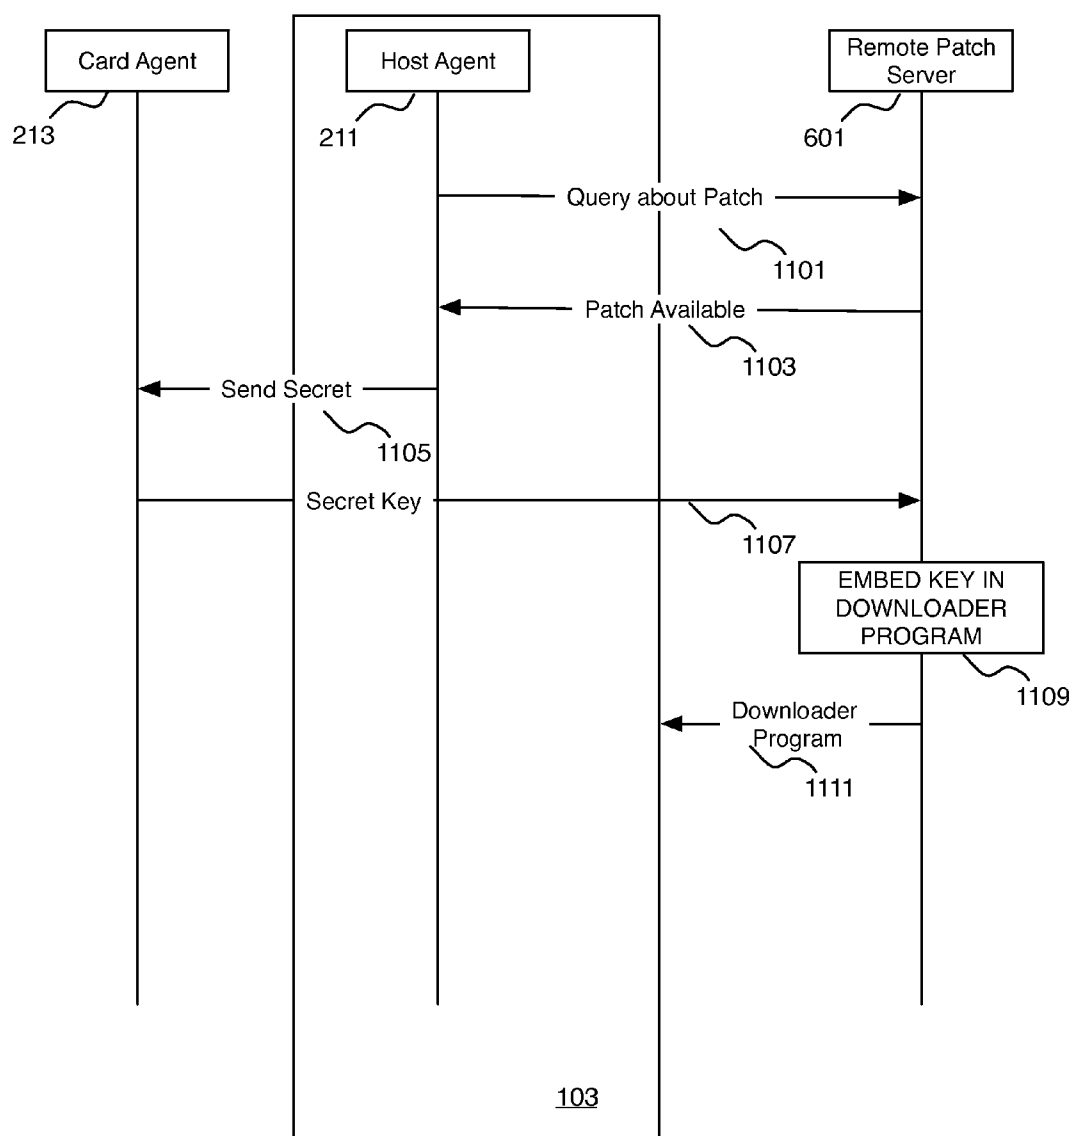 Card Agent
Host Agent
Remote Patch
Server
213
211
601
Query about Patch
1101
Patch Available
1103
Send Secret
1105
Secret Key
1107
EMBED KEY IN
DOWNLOADER
PROGRAM
1109
Downloader
Program
1111
103